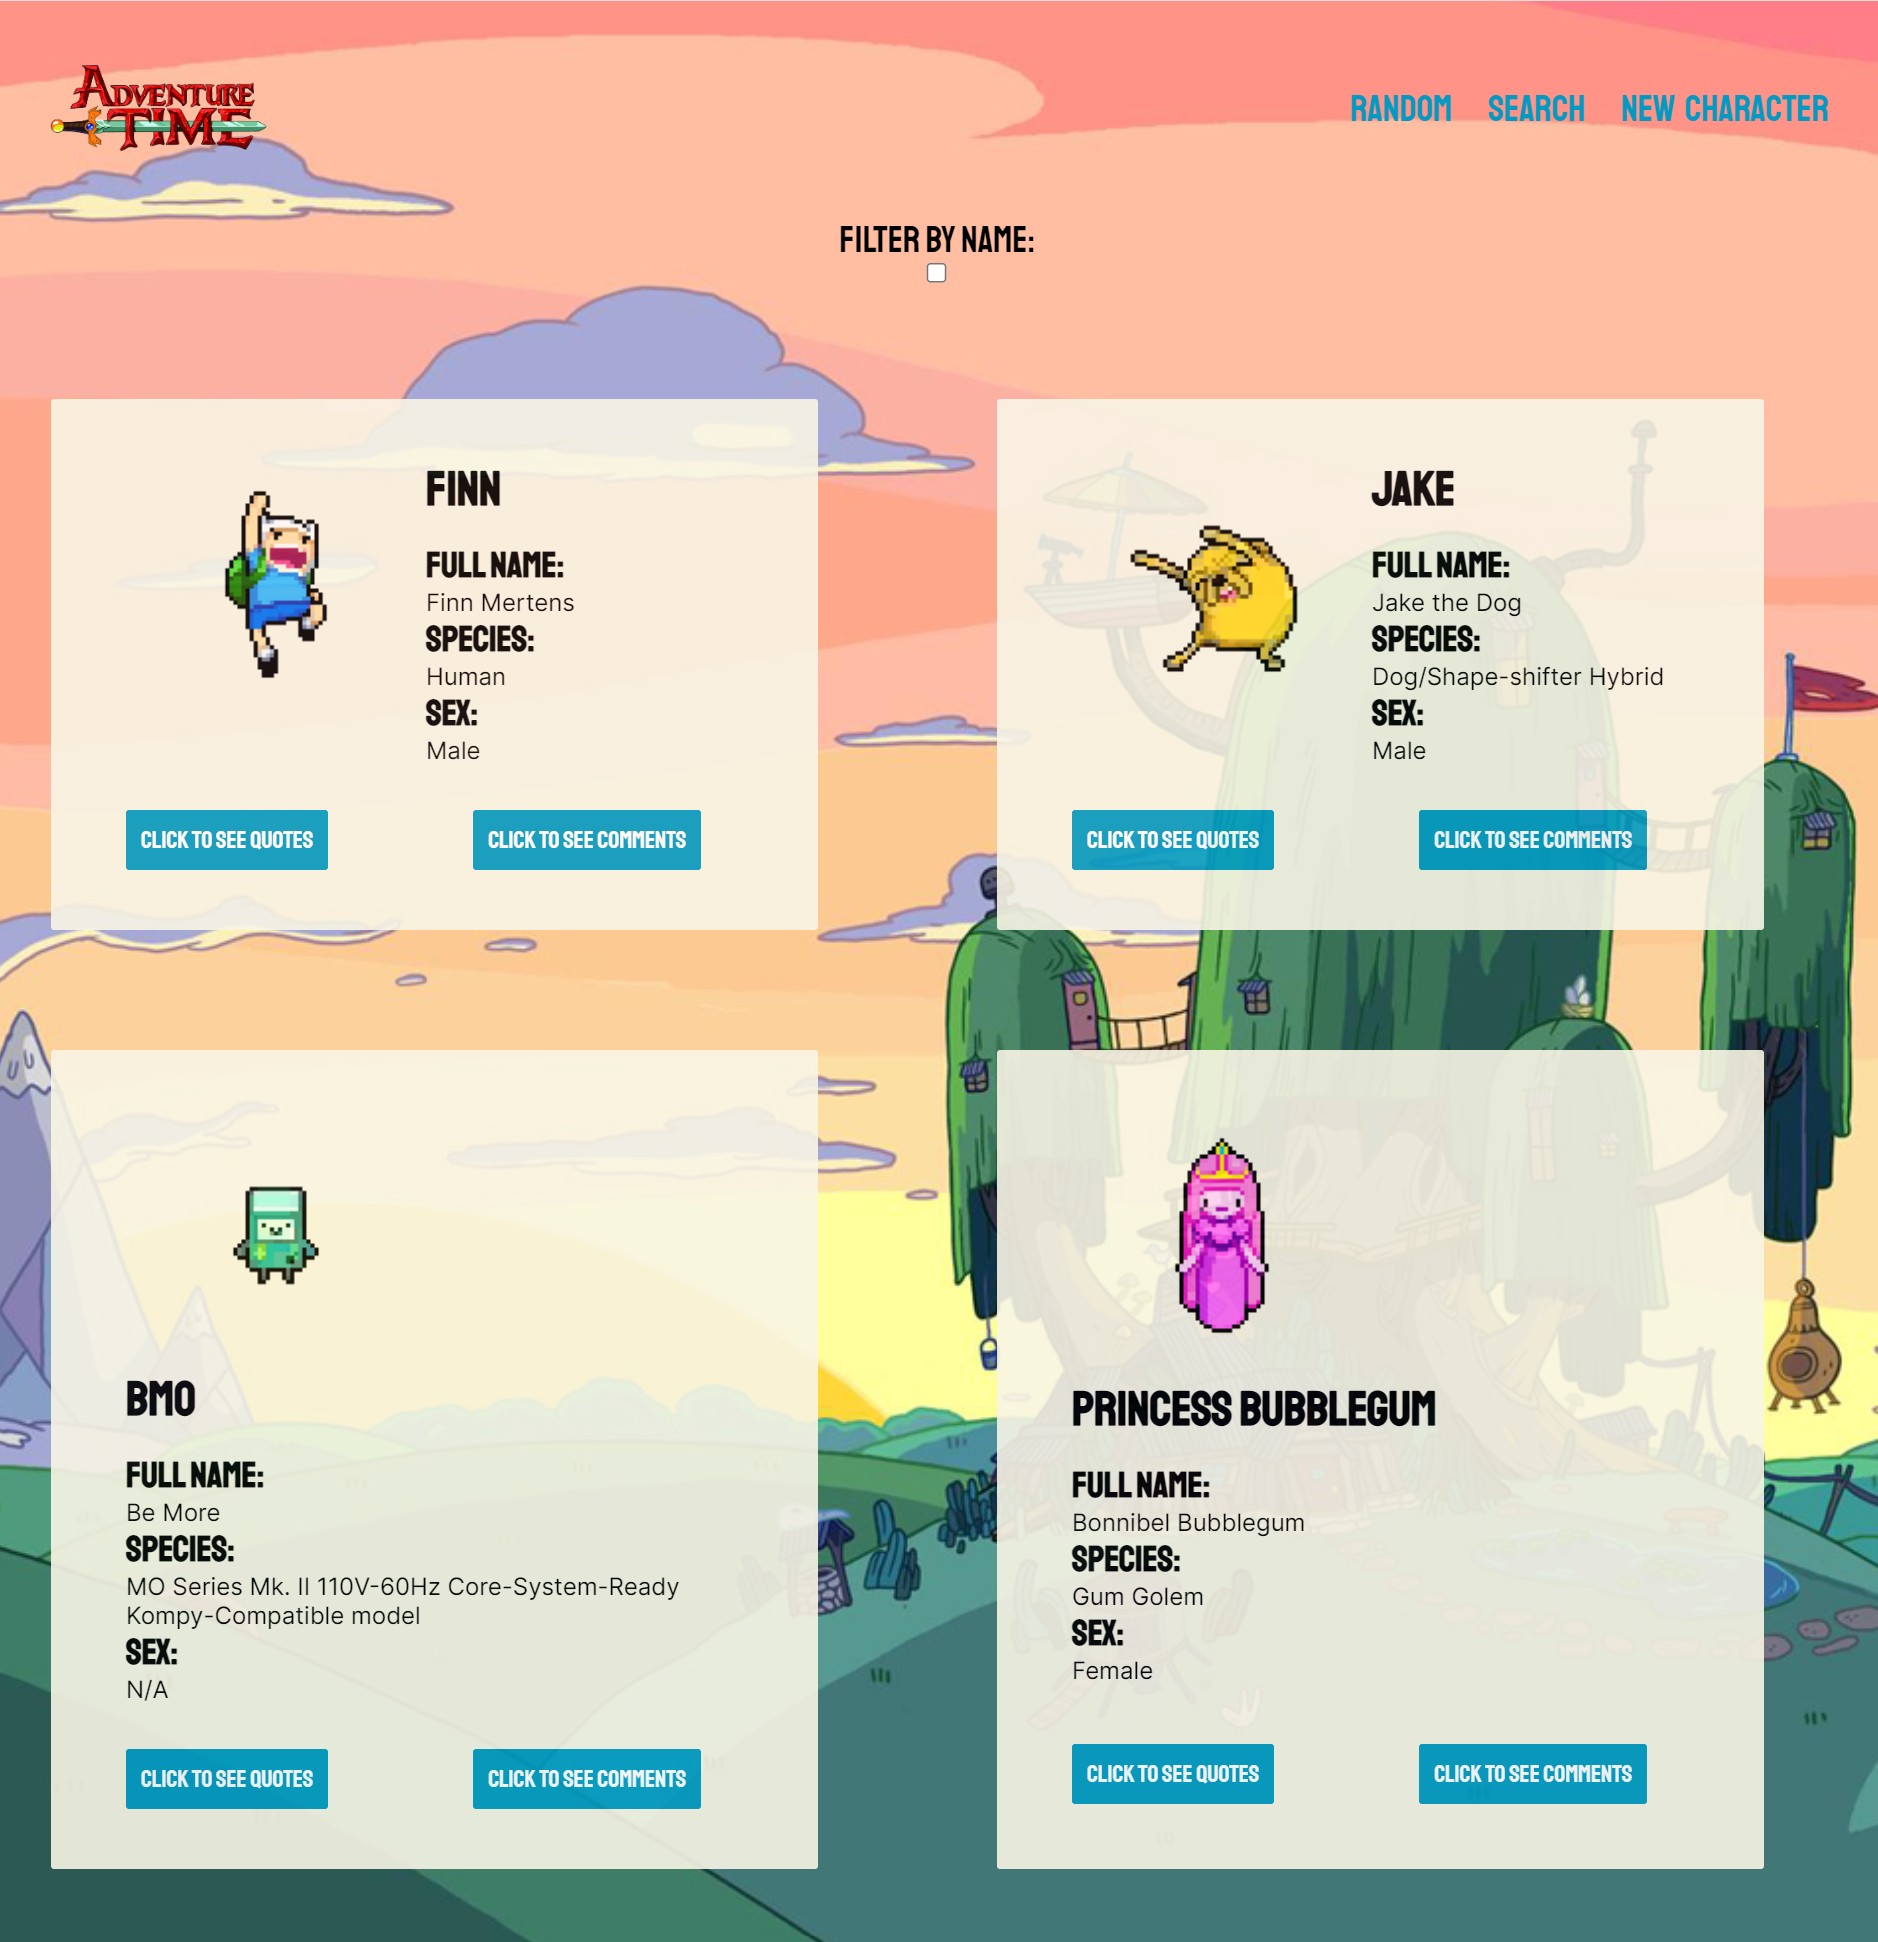 ADVENTURE
TIME
RANDOM SEARCH NEW CHARACTER
FILTER BY NAME:
FINN
FULL NAME:
Finn Mertens
SPECIES:
Human
SEX:
Male
CLICK TO SEE QUOTES CLICK TO SEE COMMENTS
JAKE
FULL NAME:
Jake the Dog
SPECIES:
Dog/Shape-shifter Hybrid
SEX:
Male
CLICK TO SEE QUOTES CLICK TO SEE COMMENTS
BMO
FULL NAME:
Be More
SPECIES:
MO Series Mk. II 110V-60Hz Core-System-Ready
Kompy-Compatible model
SEX:
N/A
CLICK TO SEE QUOTES CLICK TO SEE COMMENTS
PRINCESS BUBBLEGUM
FULL NAME:
Bonnibel Bubblegum
SPECIES:
Gum Golem
SEX:
Female
CLICK TO SEE QUOTES CLICK TO SEE COMMENTS